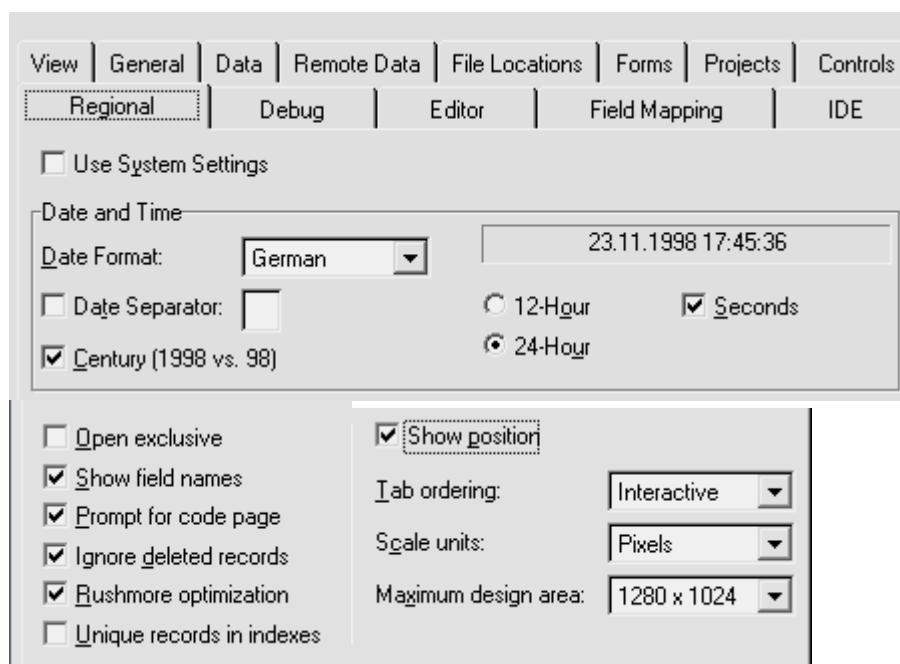 View General Data Remote Data File Locations Forms Projects Controls
Regional Debug Editor Field Mapping IDE
Use System Settings
Date and Time
Date Format: German 23.11.1998 17:45:36
Date Separator: 12-Hour Seconds
Century (1998 vs. 98) 24-Hour
Open exclusive
Show field names
Prompt for code page
Ignore deleted records
Rushmore optimization
Unique records in indexes
Show position
Tab ordering: Interactive
Scale units: Pixels
Maximum design area: 1280 x 1024